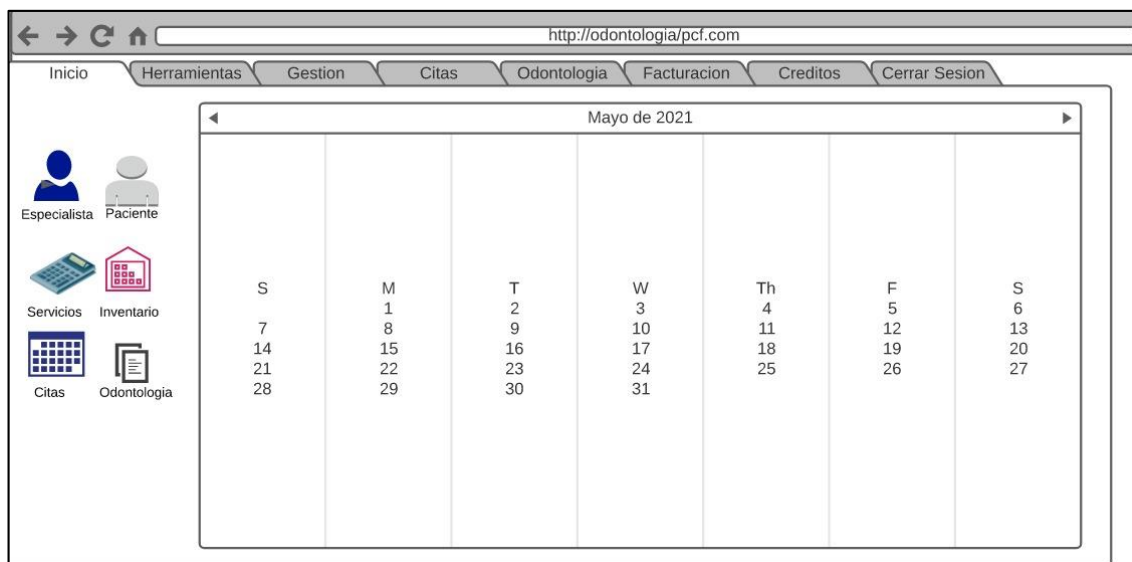 http://odontologia/pcf.com
Inicio Herramientas Gestion Citas Odontologia Facturacion Creditos Cerrar Sesion
Mayo de 2021
Especialista Paciente
Servicios Inventario
Citas Odontologia
S M T W Th F S
1 2 3 4 5 6
7 8 9 10 11 12 13
14 15 16 17 18 19 20
21 22 23 24 25 26 27
28 29 30 31